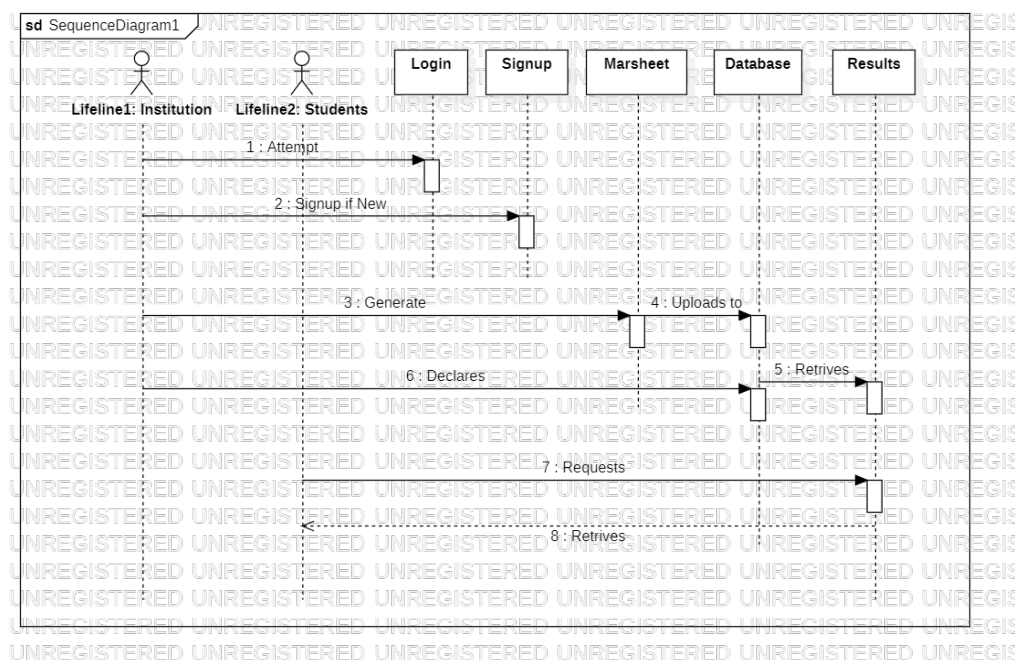 sd SequenceDiagram1
Lifeline1: Institution
Lifeline2: Students
Login
Signup
Marsheet
Database
Results
1 : Attempt
2 : Signup if New
3 : Generate
4 : Uploads to
5 : Retrives
6 : Declares
7 : Requests
8 : Retrives
UNREGISTERED